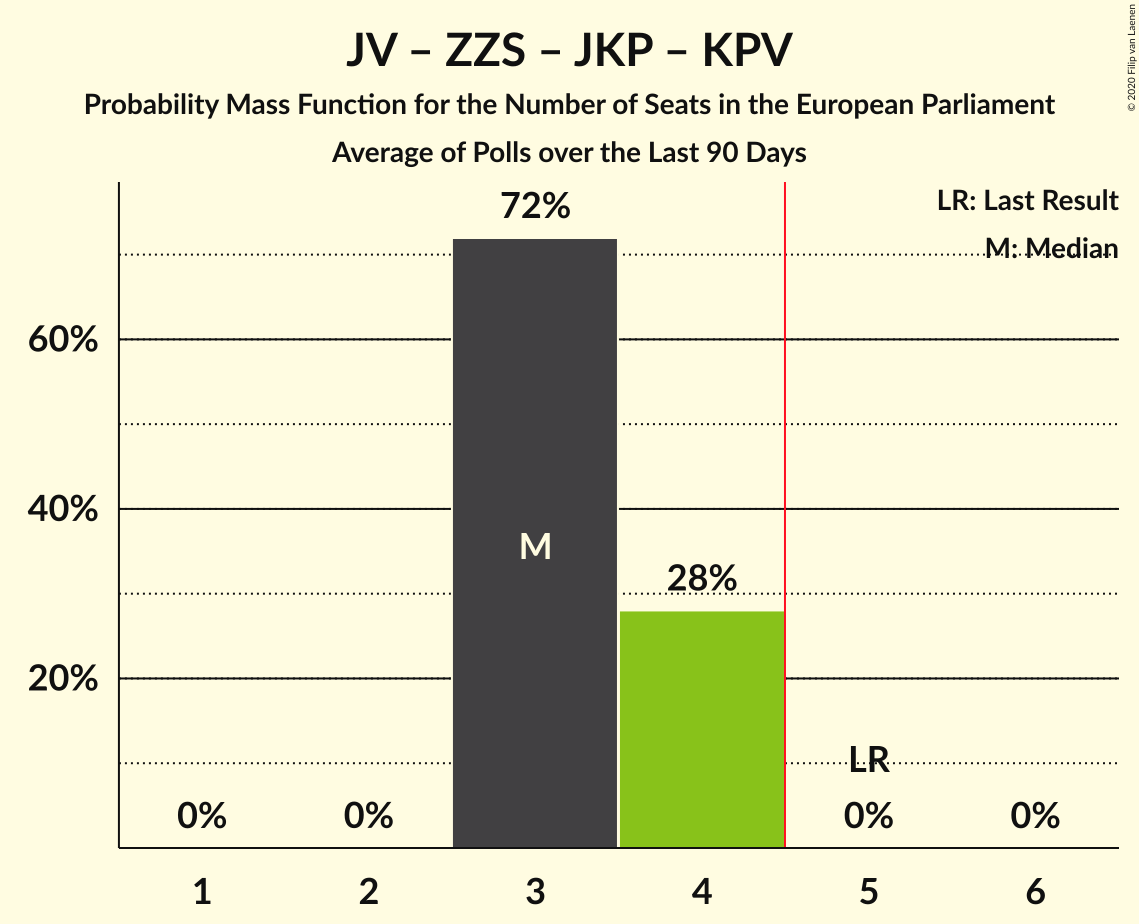 JV – ZZS – JKP – KPV
Probability Mass Function for the Number of Seats in the European Parliament
Average of Polls over the Last 90 Days
© 2020 Filip van Laenen
LR: Last Result
M: Median
72%
60%
40%
M
28%
20%
LR
0% 0% 0% 0%
1 2 3 4 5 6